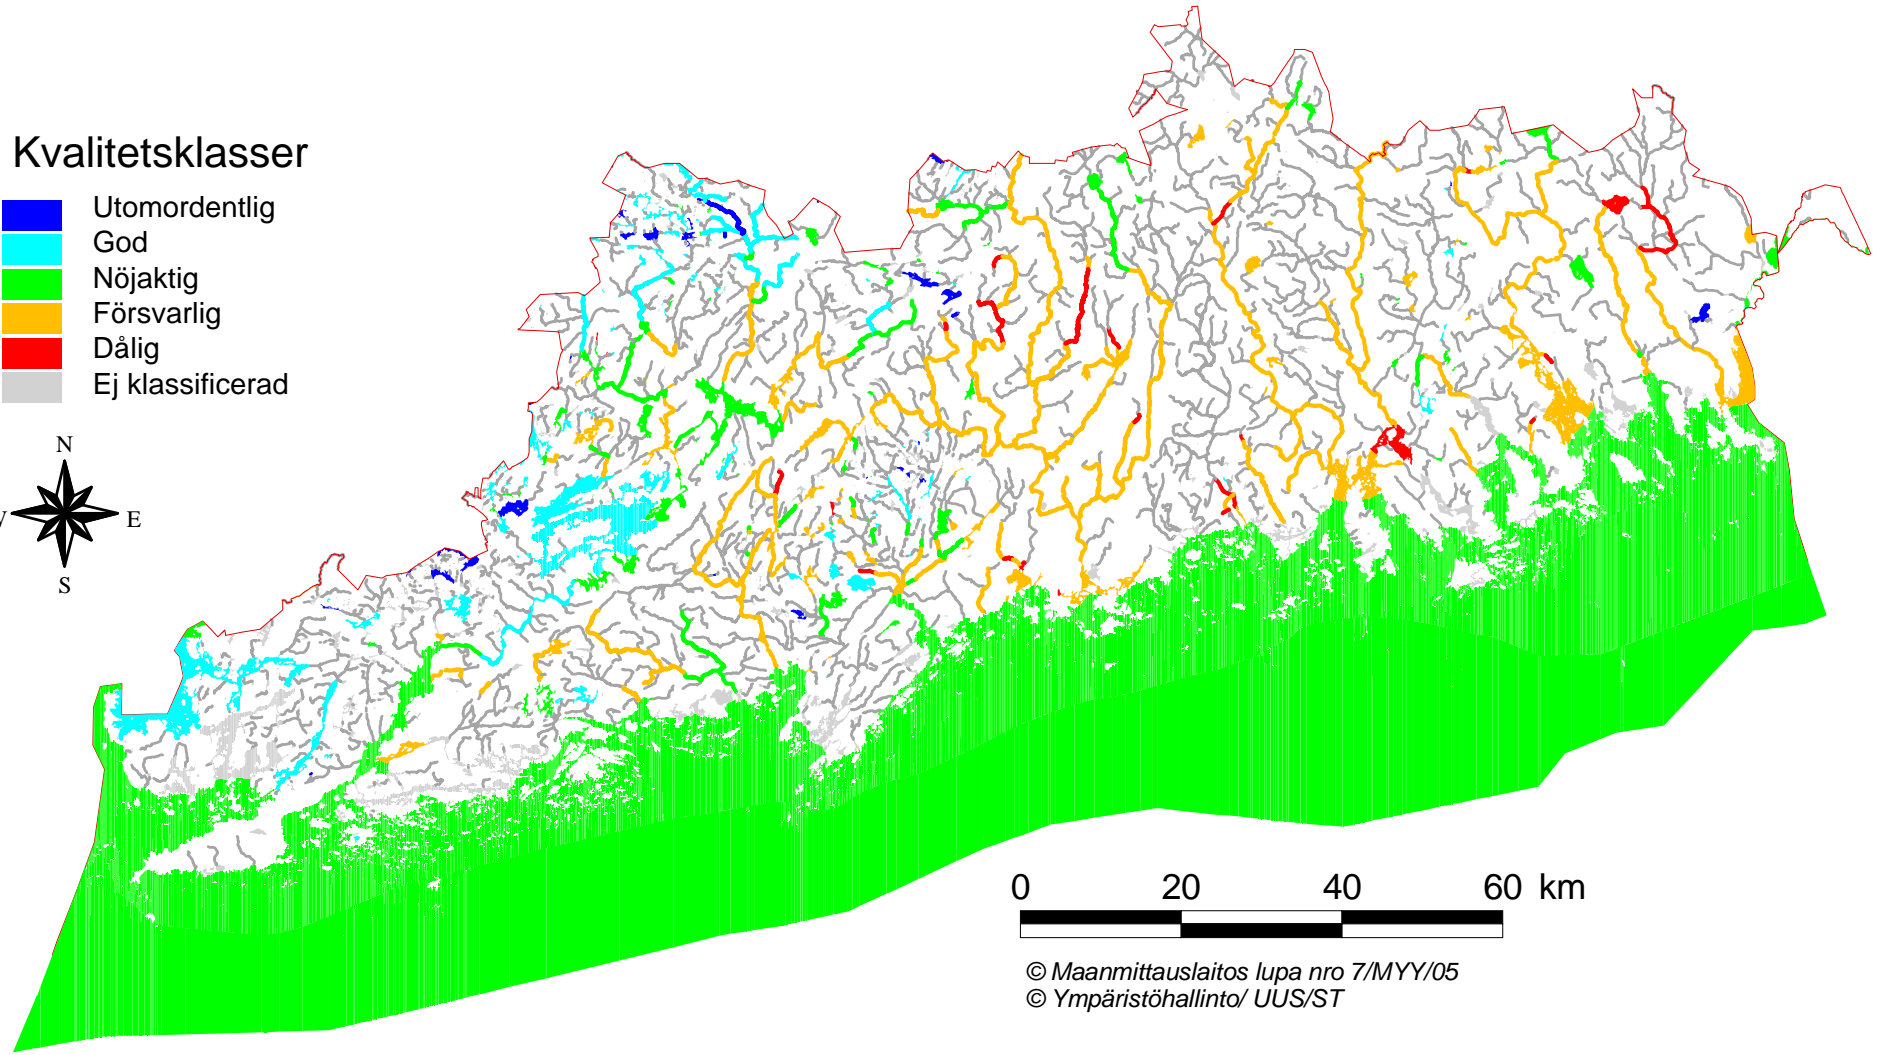 Kvalitetsklasser
Utomordentlig
God
Nöjaktig
Försvarlig
Dålig
Ej klassificerad
N
E
S
0 20 40 60 km
© Maanmittauslaitos lupa nro 7/MYY/05
© Ympäristöhallinto/ UUS/ST